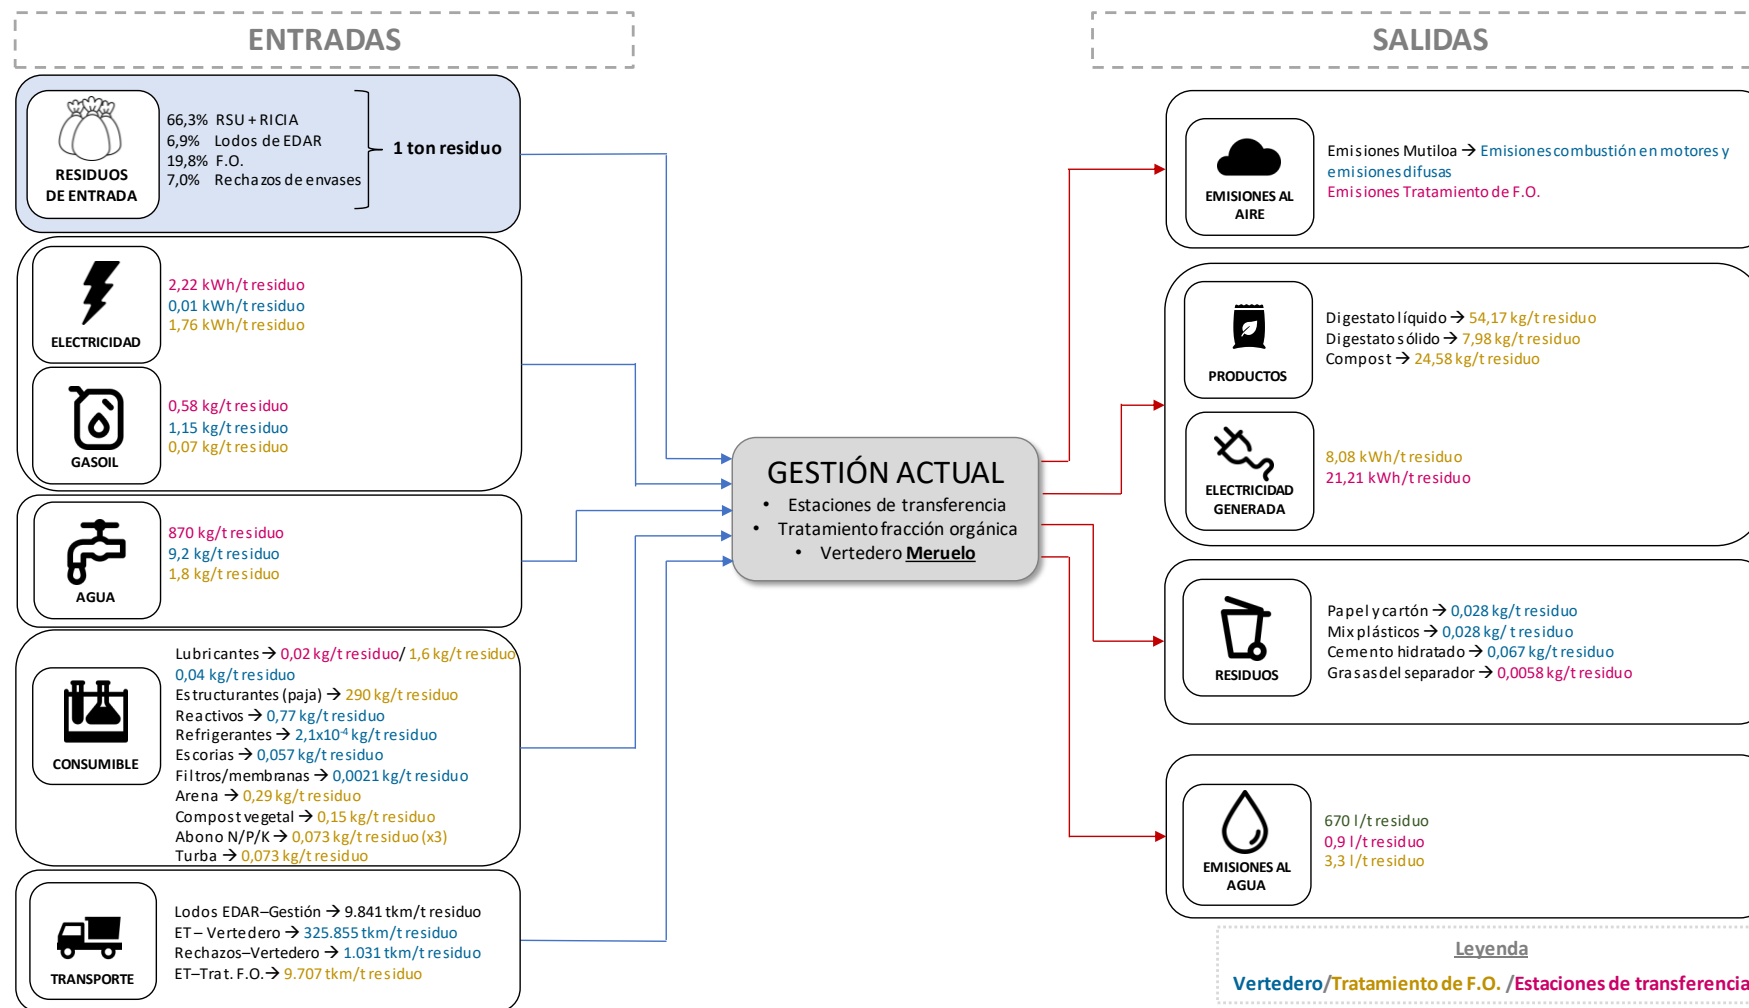 ENTRADAS
RESIDUOS
DE ENTRADA
66,3% RSU + RICIA
6,9% Lodos de EDAR
19,8% F.O.
7,0% Rechazos de envases
1 ton residuo
ELECTRICIDAD
2,22 kWh/t residuo
0,01 kWh/t residuo
1,76 kWh/t residuo
GASOIL
0,58 kg/t residuo
1,15 kg/t residuo
0,07 kg/t residuo
AGUA
870 kg/t residuo
9,2 kg/t residuo
1,8 kg/t residuo
CONSUMIBLE
Lubricantes → 0,02 kg/t residuo/ 1,6 kg/t residuo
0,04 kg/t residuo
Estructurantes (paja) → 290 kg/t residuo
Reactivos → 0,77 kg/t residuo
Refrigerantes → 2,1x10⁻⁴ kg/t residuo
Escorias → 0,057 kg/t residuo
Filtros/membranas → 0,0021 kg/t residuo
Arena → 0,29 kg/t residuo
Compost vegetal → 0,15 kg/t residuo
Abono N/P/K → 0,073 kg/t residuo (x3)
Turba → 0,073 kg/t residuo
TRANSPORTE
Lodos EDAR–Gestión → 9.841 tkm/t residuo
ET – Vertedero → 325.855 tkm/t residuo
Rechazos–Vertedero → 1.031 tkm/t residuo
ET–Trat. F.O. → 9.707 tkm/t residuo
GESTIÓN ACTUAL
• Estaciones de transferencia
• Tratamiento fracción orgánica
• Vertedero Meruelo
SALIDAS
EMISIONES AL
AIRE
Emisiones Mutiloa → Emisiones combustión en motores y
emisiones difusas
Emisiones Tratamiento de F.O.
PRODUCTOS
Digestato líquido → 54,17 kg/t residuo
Digestato sólido → 7,98 kg/t residuo
Compost → 24,58 kg/t residuo
ELECTRICIDAD
GENERADA
8,08 kWh/t residuo
21,21 kWh/t residuo
RESIDUOS
Papel y cartón → 0,028 kg/t residuo
Mix plásticos → 0,028 kg/ t residuo
Cemento hidratado → 0,067 kg/t residuo
Grasas del separador → 0,0058 kg/t residuo
EMISIONES AL
AGUA
670 l/t residuo
0,9 l/t residuo
3,3 l/t residuo
Leyenda
Vertedero/Tratamiento de F.O. /Estaciones de transferencia